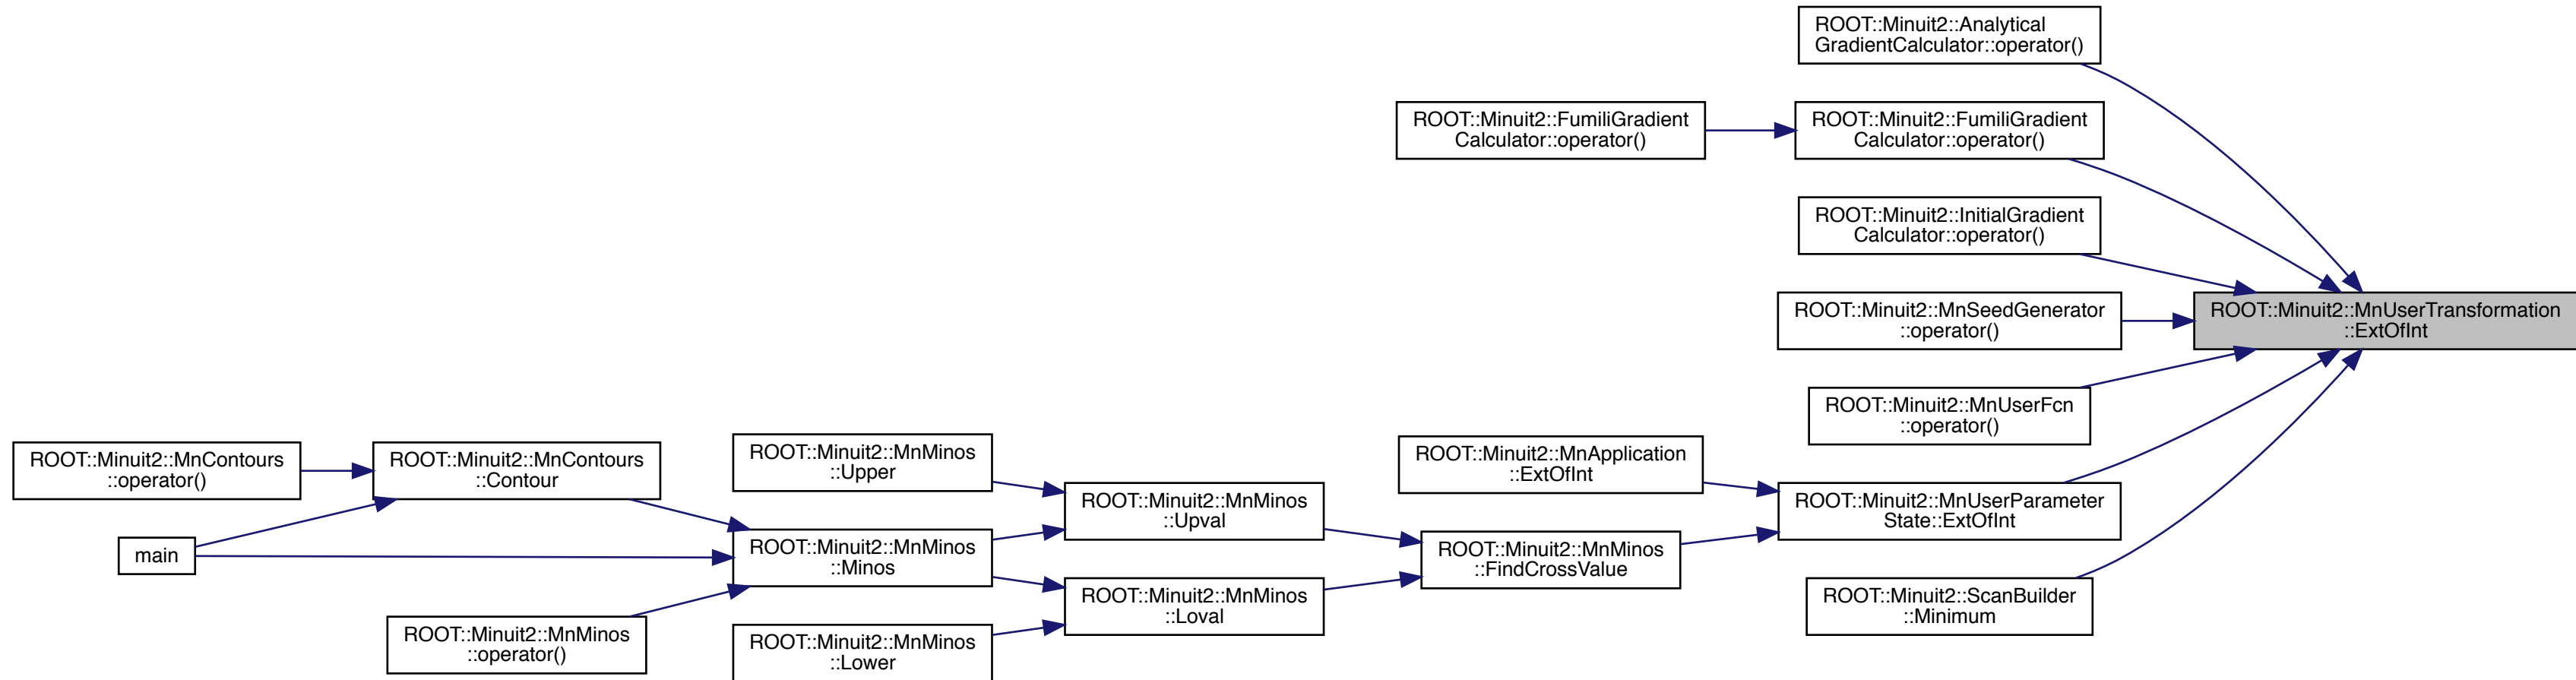 ROOT::Minuit2::Analytical
GradientCalculator::operator()
ROOT::Minuit2::FumiliGradient
Calculator::operator()
ROOT::Minuit2::FumiliGradient
Calculator::operator()
ROOT::Minuit2::InitialGradient
Calculator::operator()
ROOT::Minuit2::MnSeedGenerator
::operator()
ROOT::Minuit2::MnUserTransformation
::ExtOfInt
ROOT::Minuit2::MnUserFcn
::operator()
ROOT::Minuit2::MnContours
::operator()
ROOT::Minuit2::MnContours
::Contour
ROOT::Minuit2::MnMinos
::Upper
ROOT::Minuit2::MnApplication
::ExtOfInt
ROOT::Minuit2::MnMinos
::Upval
ROOT::Minuit2::MnUserParameter
State::ExtOfInt
main
ROOT::Minuit2::MnMinos
::Minos
ROOT::Minuit2::MnMinos
::FindCrossValue
ROOT::Minuit2::MnMinos
::Loval
ROOT::Minuit2::ScanBuilder
::Minimum
ROOT::Minuit2::MnMinos
::operator()
ROOT::Minuit2::MnMinos
::Lower